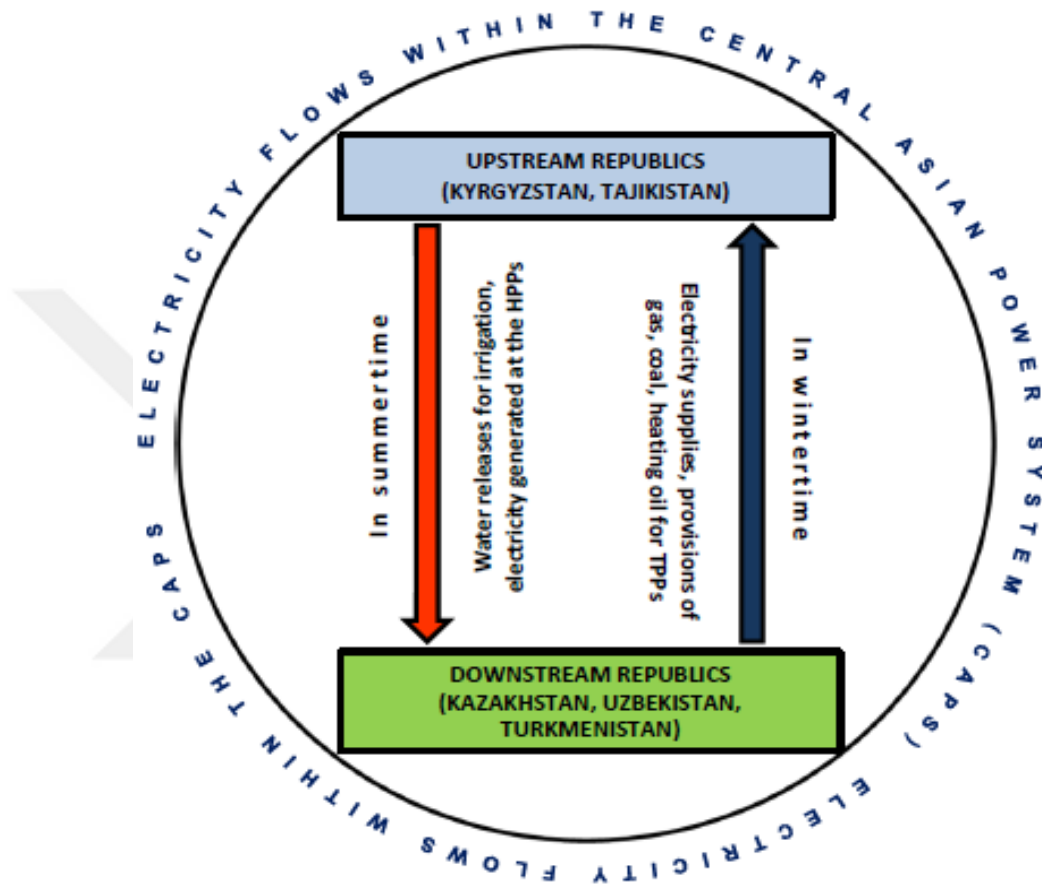 ELECTRICITY FLOWS WITHIN THE CENTRAL ASIAN POWER SYSTEM (CAPS) ELECTRICITY FLOWS WITHIN THE CAPS
UPSTREAM REPUBLICS
(KYRGYZSTAN, TAJIKISTAN)
In summertime
Water releases for irrigation,
electricity generated at the HPPs
Electricity supplies, provisions of
gas, coal, heating oil for TPPs
In wintertime
DOWNSTREAM REPUBLICS
(KAZAKHSTAN, UZBEKISTAN,
TURKMENISTAN)